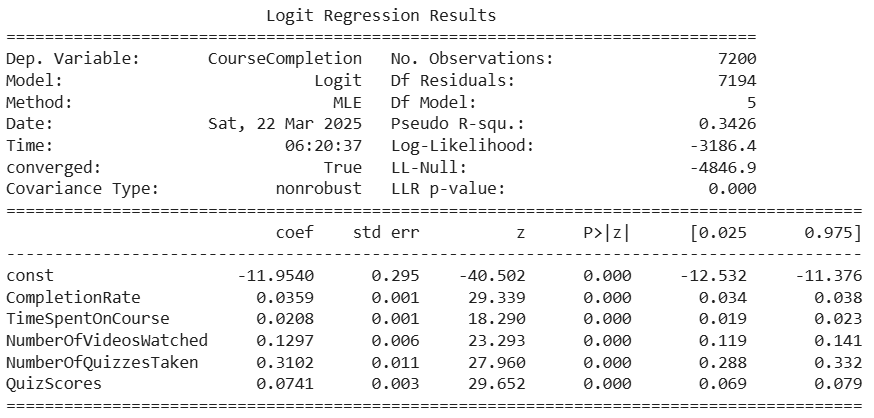 Logit Regression Results
==============================================================================
Dep. Variable: CourseCompletion No. Observations: 7200
Model: Logit Df Residuals: 7194
Method: MLE Df Model: 5
Date: Sat, 22 Mar 2025 Pseudo R-squ.: 0.3426
Time: 06:20:37 Log-Likelihood: -3186.4
converged: True LL-Null: -4846.9
Covariance Type: nonrobust LLR p-value: 0.000
=========================================================================================
coef std err z P>|z| [0.025 0.975]
-----------------------------------------------------------------------------------------
const -11.9540 0.295 -40.502 0.000 -12.532 -11.376
CompletionRate 0.0359 0.001 29.339 0.000 0.034 0.038
TimeSpentOnCourse 0.0208 0.001 18.290 0.000 0.019 0.023
NumberOfVideosWatched 0.1297 0.006 23.293 0.000 0.119 0.141
NumberOfQuizzesTaken 0.3102 0.011 27.960 0.000 0.288 0.332
QuizScores 0.0741 0.003 29.652 0.000 0.069 0.079
=========================================================================================